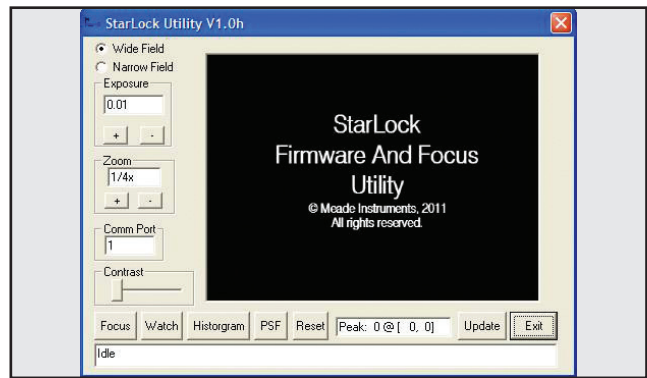 StarLock Utility V1.0h
Wide Field
Narrow Field
Exposure
0.01
+ -
Zoom
1/4x
+ -
Comm Port
1
Contrast
StarLock
Firmware And Focus
Utility
© Meade Instruments, 2011
All rights reserved.
Focus Watch Historgram PSF Reset Peak: 0 @ [ 0, 0] Update Exit
Idle